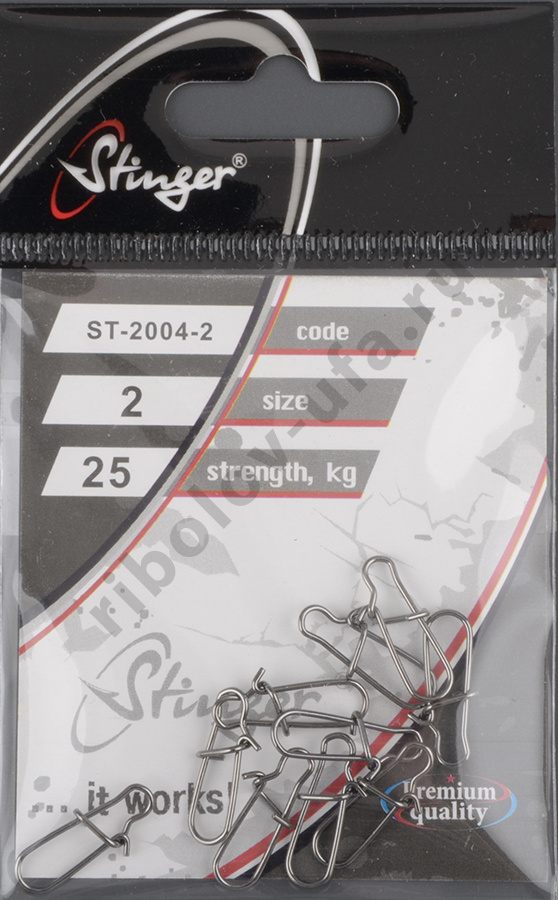 Stinger®
ST-2004-2 code
2 size
25 strength, kg
Stinger
... it works!
Premium
quality
ribolov-ufa.ru